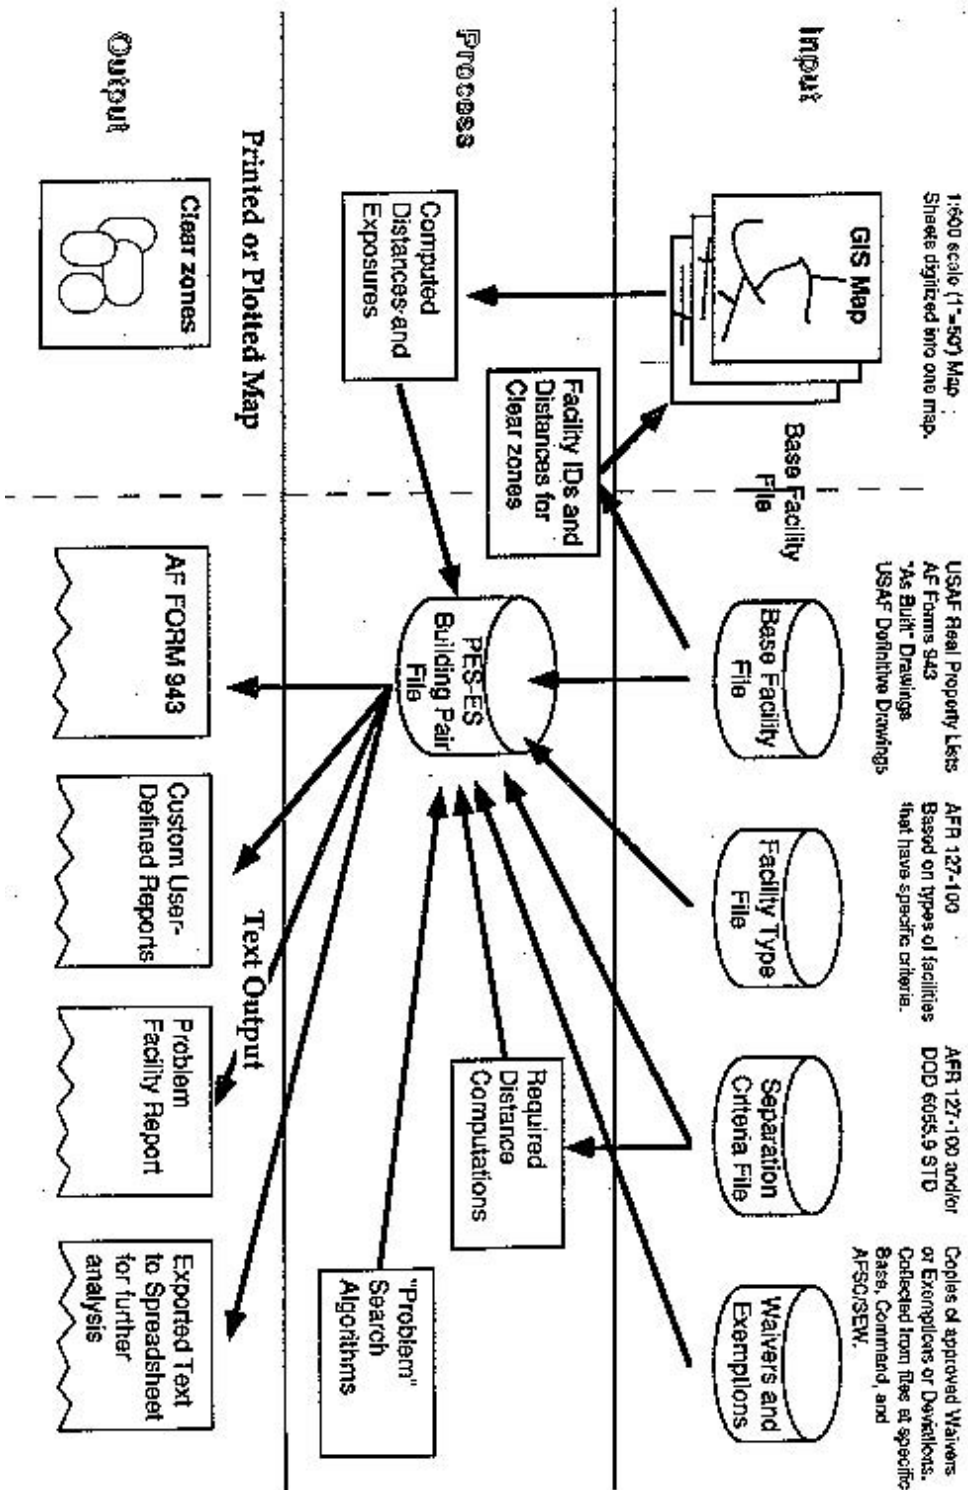 1:600 scale (1"=50') Map
Sheets digitized into one map.
USAF Real Property Lists
AF Forms 943
"As Built" Drawings
USAF Definitive Drawings
AFR 127-100
Based on types of facilities
that have specific criteria.
AFR 127-100 and/or
DOD 6055.9 STD
Copies of approved Waivers
or Exemptions or Deviations.
Collected from files at specific
Base, Command, and
AFSC/SEW.
Input
GIS Map
Base Facility
File
Base Facility
File
Facility Type
File
Separation
Criteria File
Waivers and
Exemptions
Process
Facility IDs and
Distances for
Clear zones
Computed
Distances and
Exposures
PES-ES
Building Pair
File
Required
Distance
Computations
"Problem"
Search
Algorithms
Printed or Plotted Map
Text Output
Output
Clear zones
AF FORM 943
Custom User-
Defined Reports
Problem
Facility Report
Exported Text
to Spreadsheet
for further
analysis